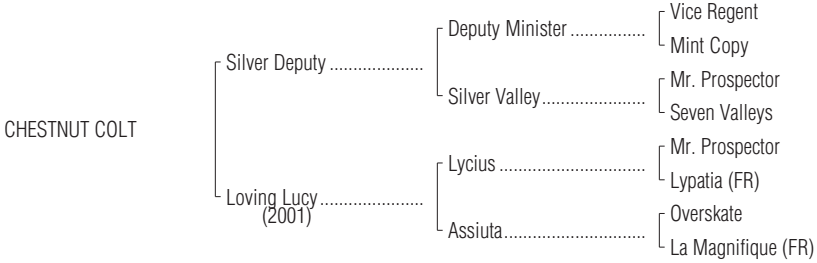 Vice Regent
Deputy Minister ................
Mint Copy
Silver Deputy ....................
Mr. Prospector
Silver Valley......................
Seven Valleys
CHESTNUT COLT
Mr. Prospector
Lycius ...............................
Lypatia (FR)
Loving Lucy......................
(2001)
Overskate
Assiuta..............................
La Magnifique (FR)